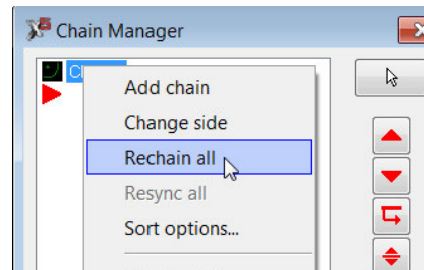 Chain Manager
Add chain
Change side
Rechain all
Resync all
Sort options...